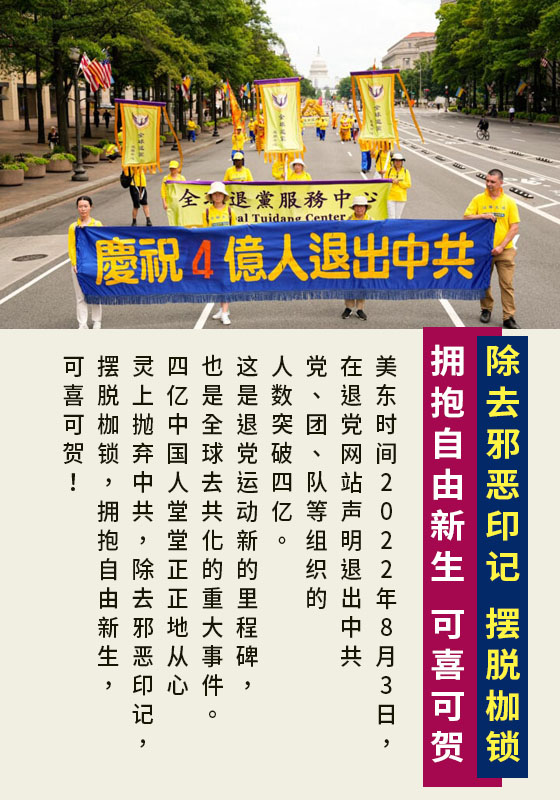 全球退黨服務中心
al Tuidang Center
慶祝4億人退出中共
除去邪恶印记 摆脱枷锁
拥抱自由新生 可喜可贺
美东时间2022年8月3日，
在退党网站声明退出中共
党、团、队等组织的
人数突破四亿。
这是退党运动新的里程碑，
也是全球去共化的重大事件。
四亿中国人堂堂正正地从心
灵上抛弃中共，除去邪恶印记，
摆脱枷锁，拥抱自由新生，
可喜可贺！